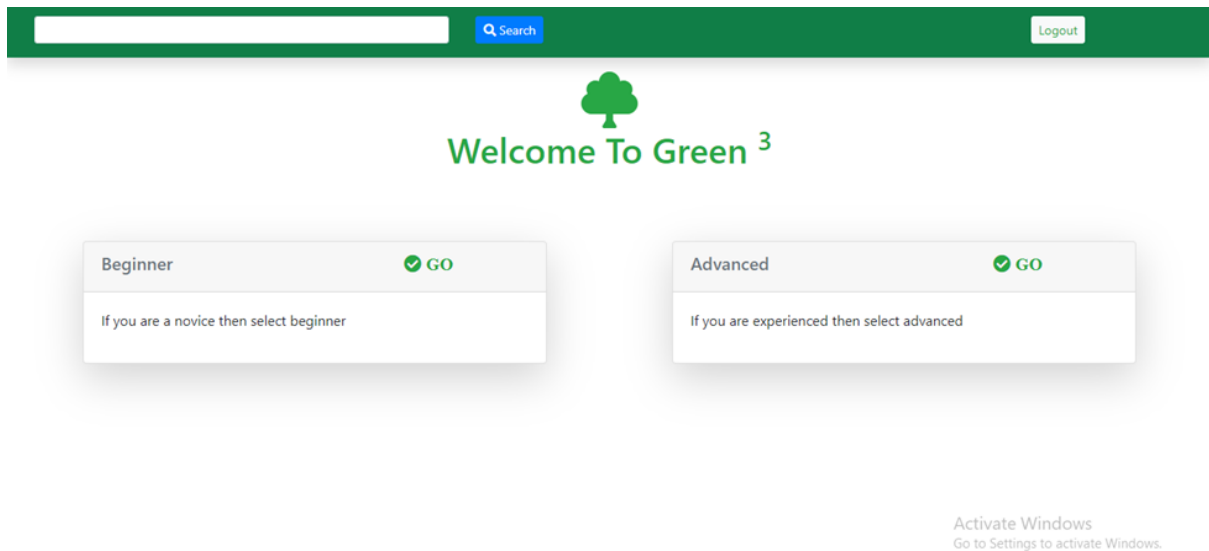 Search
Logout
Welcome To Green 3
Beginner GO
If you are a novice then select beginner
Advanced GO
If you are experienced then select advanced
Activate Windows
Go to Settings to activate Windows.